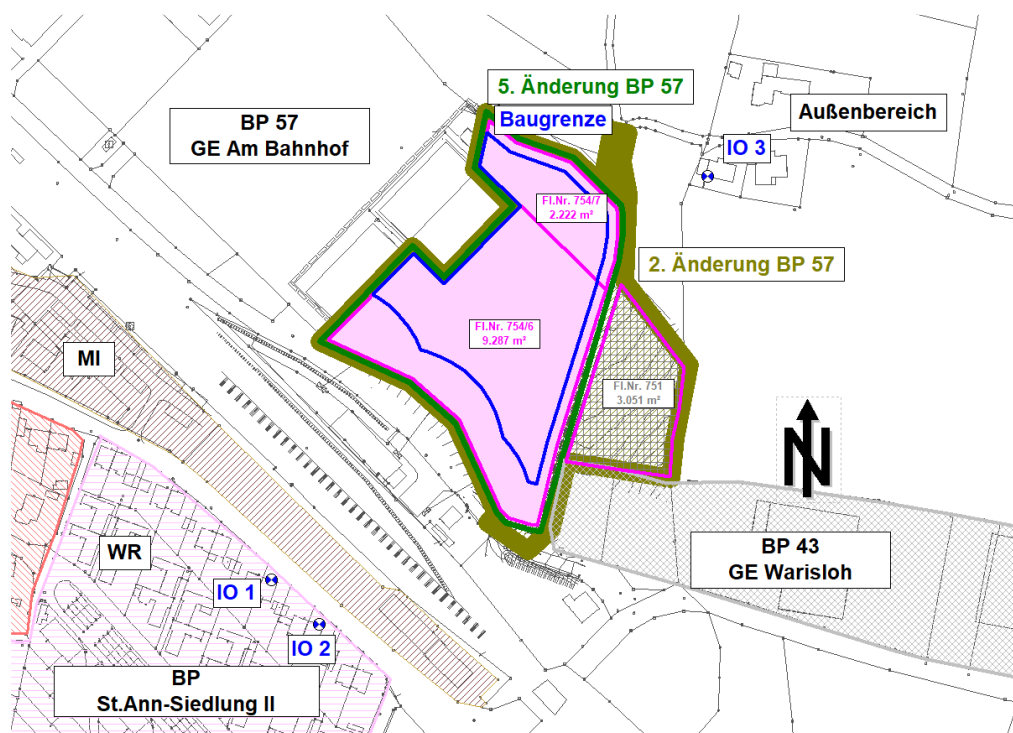 5. Änderung BP 57
Baugrenze
Außenbereich
BP 57
GE Am Bahnhof
IO 3
Fl.Nr. 754/7
2.222 m²
2. Änderung BP 57
Fl.Nr. 754/6
9.287 m²
MI
Fl.Nr. 751
3.051 m²
N
WR
BP 43
GE Warisloh
IO 1
IO 2
BP
St.Ann-Siedlung II